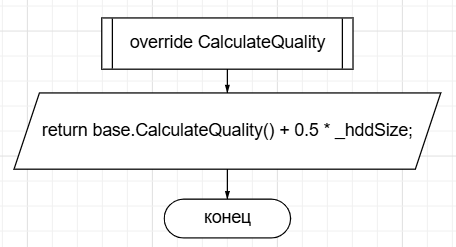 override CalculateQuality
return base.CalculateQuality() + 0.5 * _hddSize;
конец